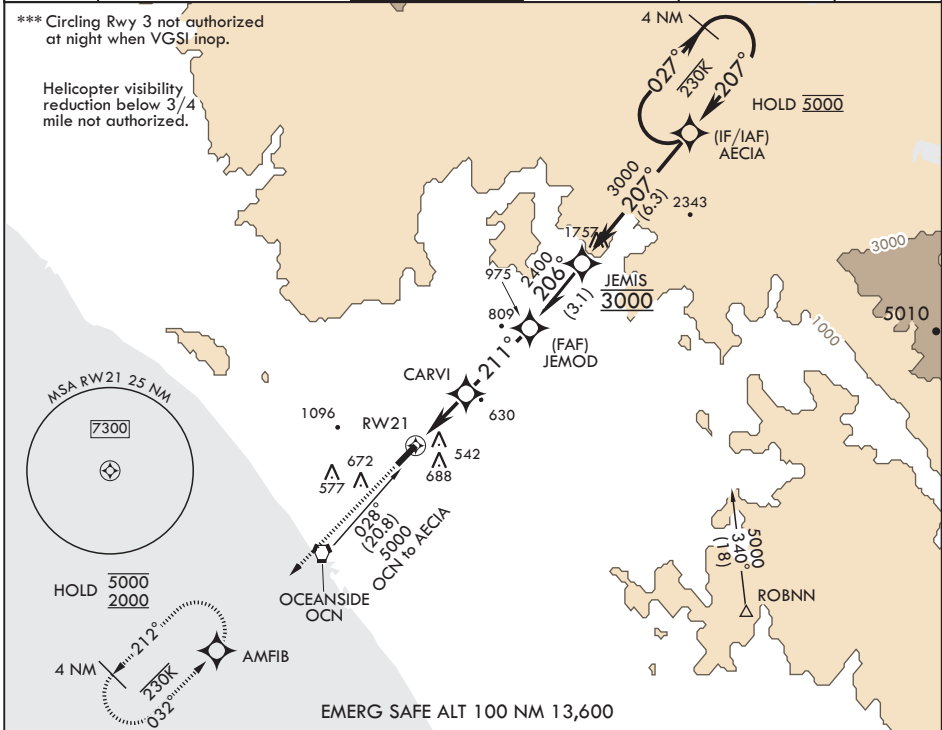 *** Circling Rwy 3 not authorized
at night when VGSI inop.
Helicopter visibility
reduction below 3/4
mile not authorized.
4 NM
027°
230K
207°
HOLD 5000
(IF/IAF)
AECIA
3000
207°
(6.3)
2343
1757
3000
5010
1000
975
2400
206°
(3.1)
JEMIS
3000
809
(FAF)
JEMOD
211°
CARVI
630
1096
RW21
542
688
672
577
MSA RW21 25 NM
7300
028°
(20.8)
5000
OCN to AECIA
5000
340°
(18)
ROBNN
HOLD 5000
2000
OCEANSIDE
OCN
212°
4 NM
230K
032°
AMFIB
EMERG SAFE ALT 100 NM 13,600